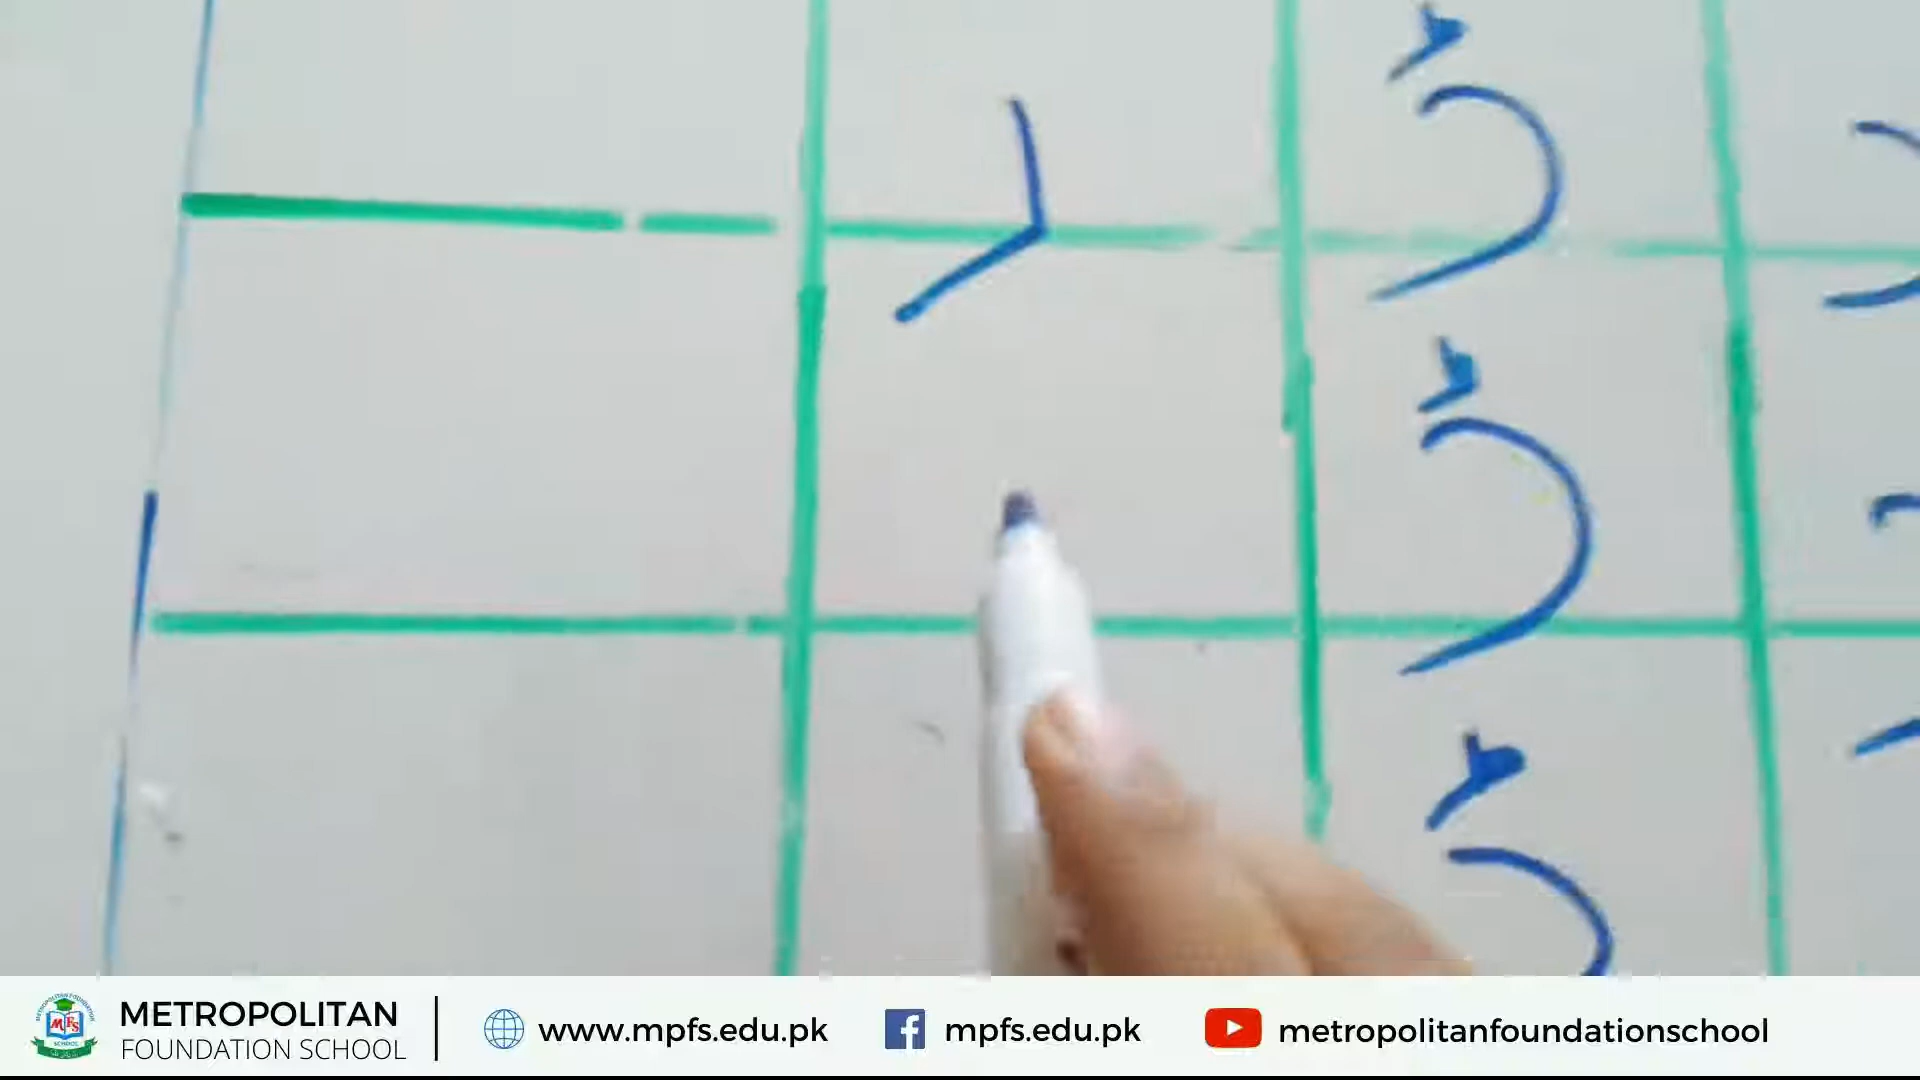 ڈ ر
ڈ
METROPOLITAN
FOUNDATION SCHOOL
www.mpfs.edu.pk
mpfs.edu.pk
metropolitanfoundationschool